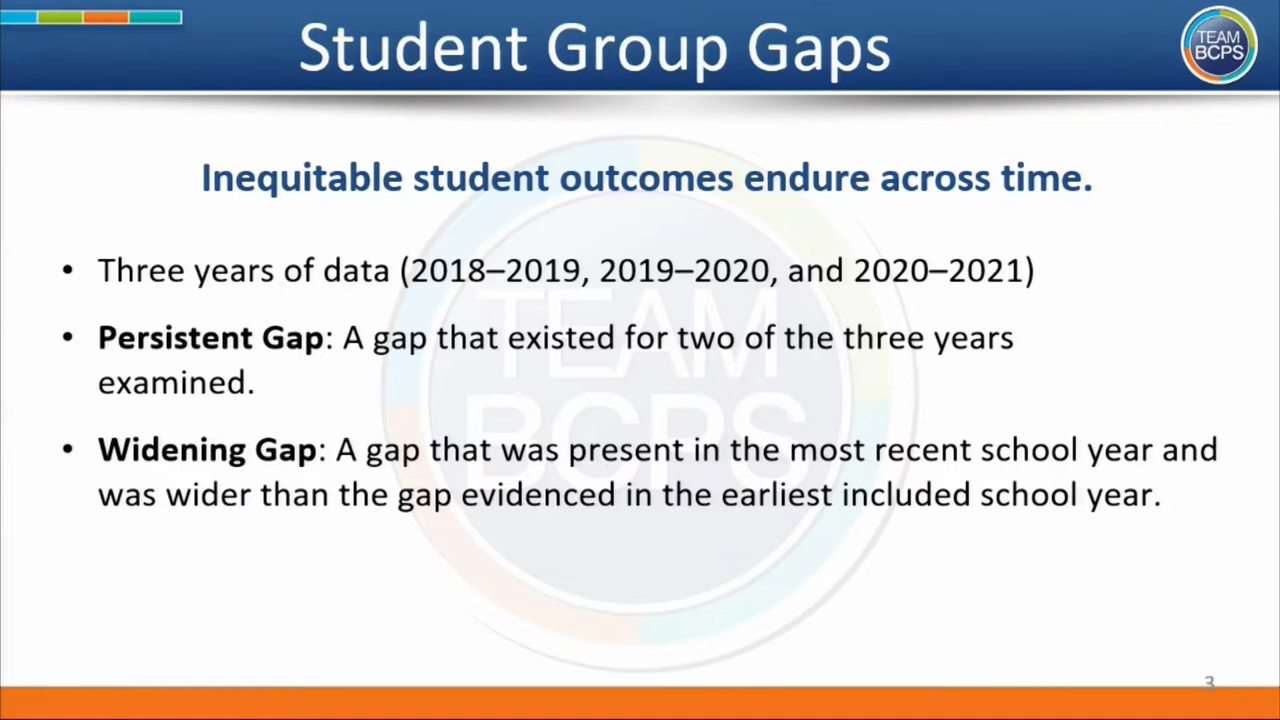 Student Group Gaps
TEAM
BCPS
Inequitable student outcomes endure across time.
• Three years of data (2018–2019, 2019–2020, and 2020–2021)
• Persistent Gap: A gap that existed for two of the three years
examined.
• Widening Gap: A gap that was present in the most recent school year and
was wider than the gap evidenced in the earliest included school year.
TEAM
BCPS
3